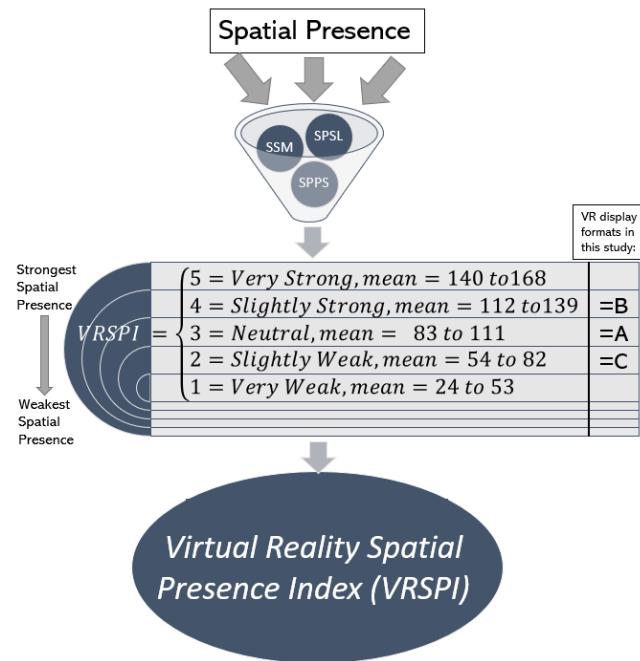 Spatial Presence
SSM
SPSL
SPPS
VR display
formats in
this study:
Strongest
Spatial
Presence
Weakest
Spatial
Presence
VRSPI =
5 = Very Strong, mean = 140 to168
4 = Slightly Strong, mean = 112 to139
=B
3 = Neutral, mean = 83 to 111
=A
2 = Slightly Weak, mean = 54 to 82
=C
1 = Very Weak, mean = 24 to 53
Virtual Reality Spatial
Presence Index (VRSPI)